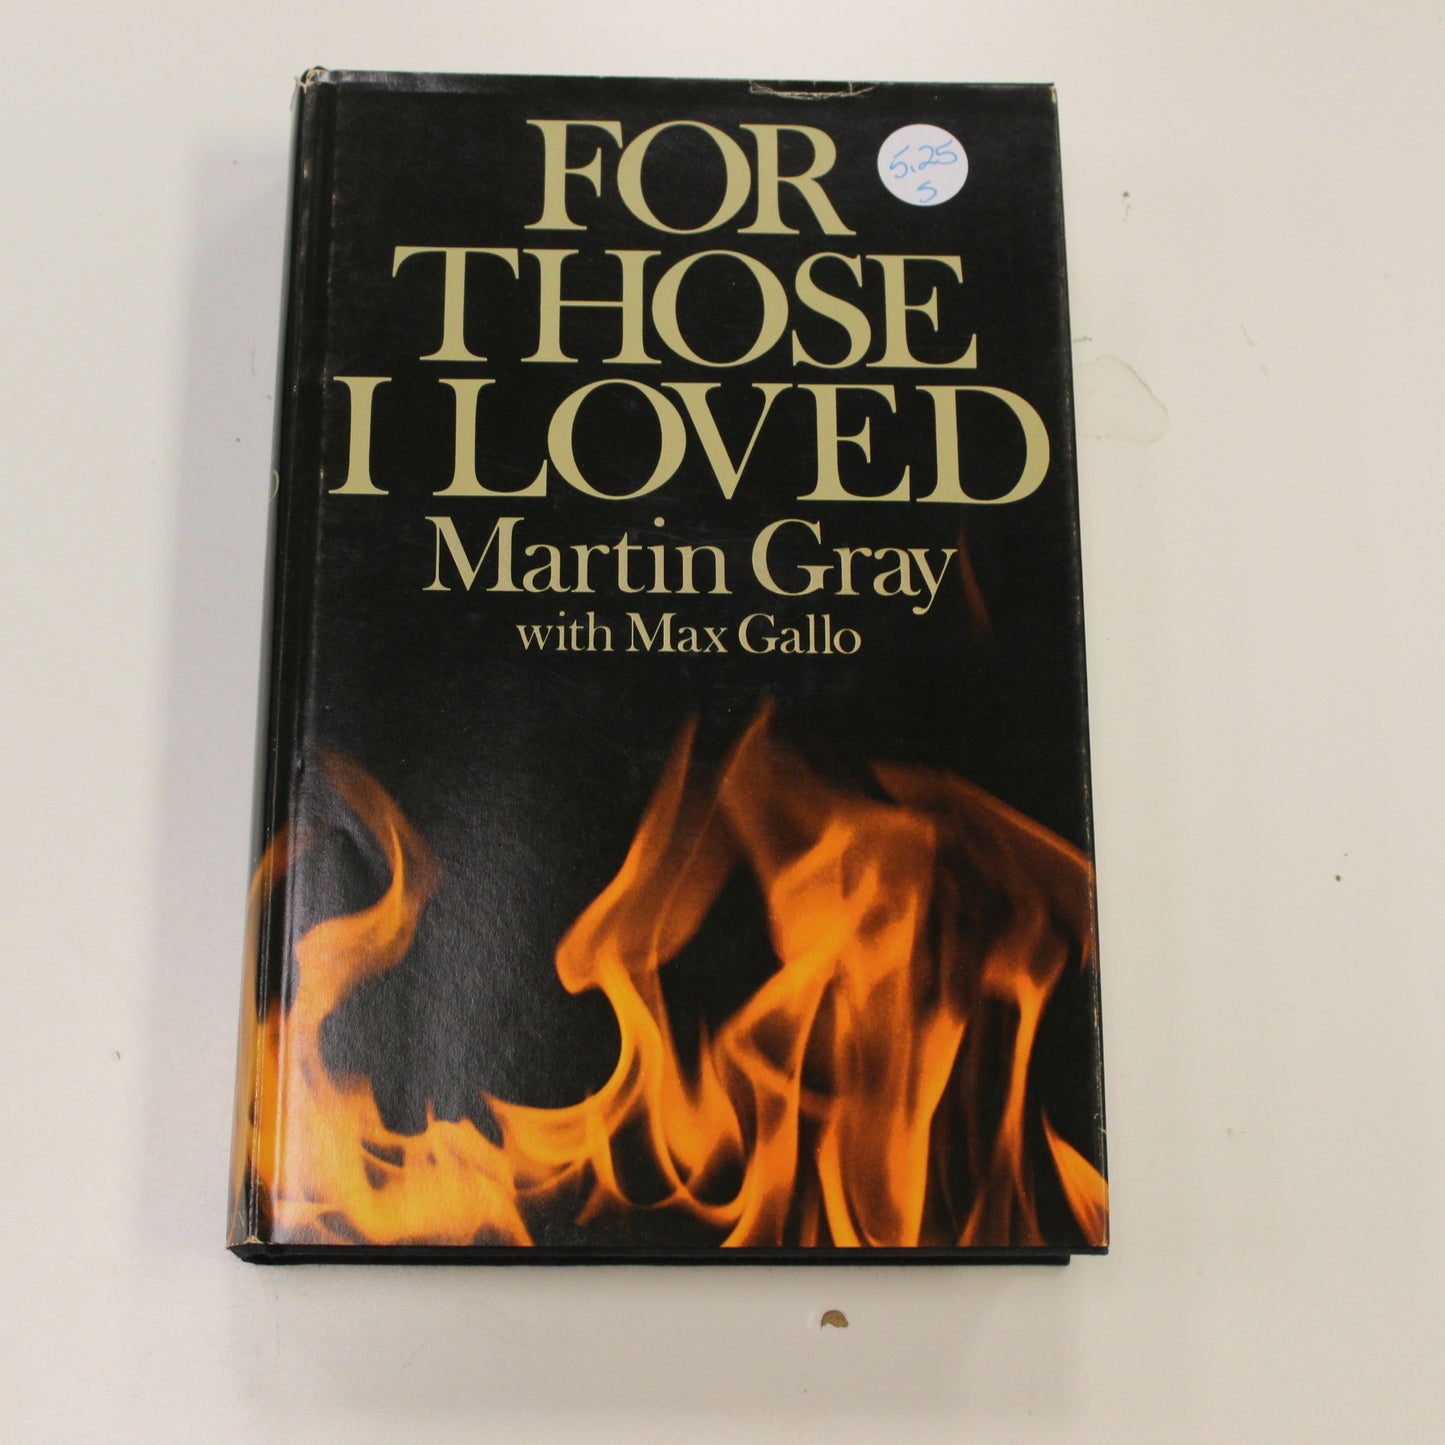 FOR
5.25
S
THOSE
I LOVED
Martin Gray
with Max Gallo